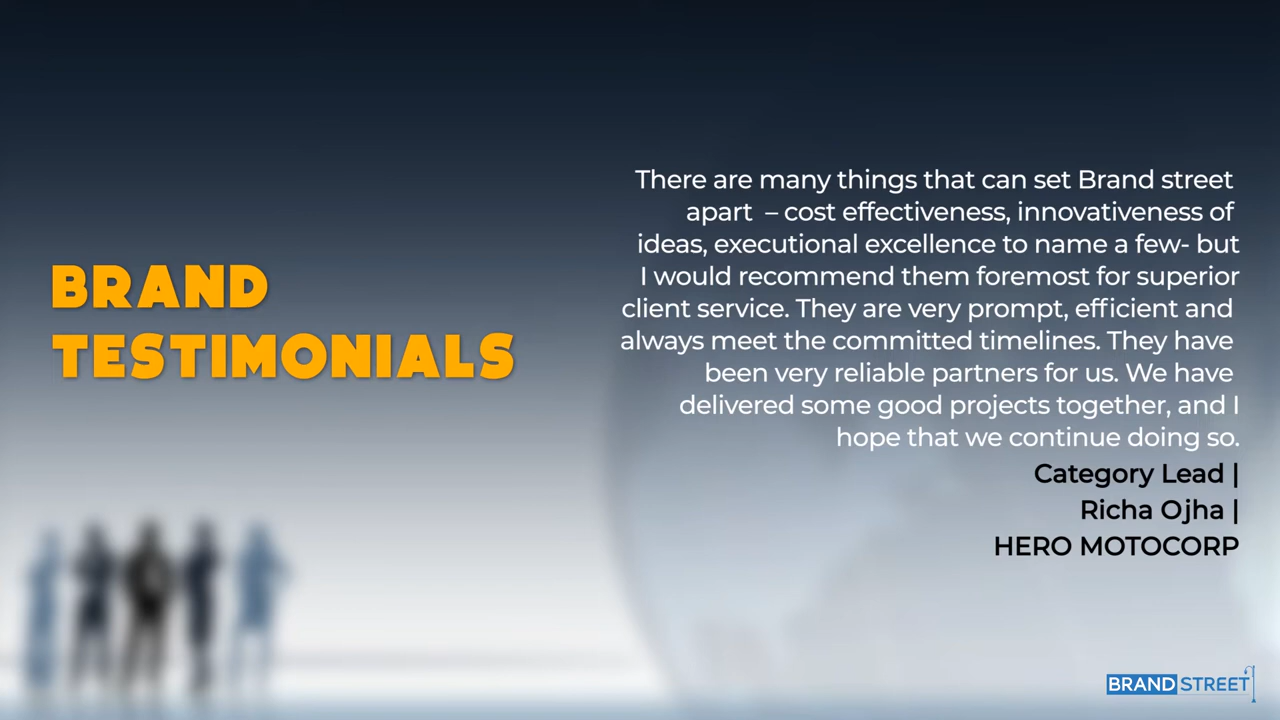 BRAND
TESTIMONIALS
There are many things that can set Brand street
apart – cost effectiveness, innovativeness of
ideas, executional excellence to name a few- but
I would recommend them foremost for superior
client service. They are very prompt, efficient and
always meet the committed timelines. They have
been very reliable partners for us. We have
delivered some good projects together, and I
hope that we continue doing so.
Category Lead |
Richa Ojha |
HERO MOTOCORP
BRAND STREET